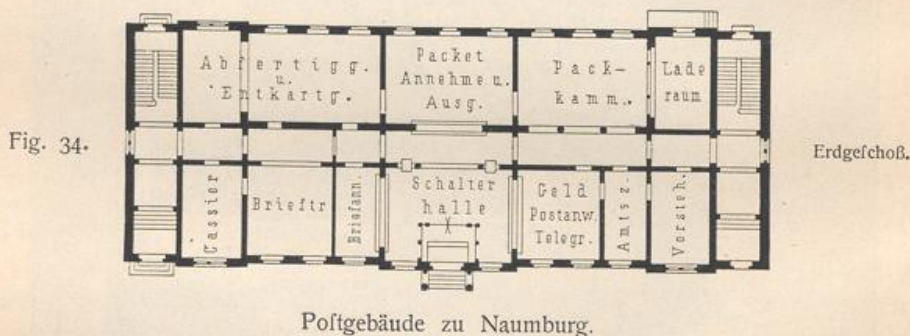 Abfertigg.
u.
Entkartg.
Packet
Annehme u.
Ausg.
Pack-
kamm.
Lade
raum
Fig. 34.
Erdgeſchoß.
Cassier
Brieftr
Briefann.
Schalter
halle
Geld
Postanw.
Telegr.
Amtsz.
Vorsteh.
Poſtgebäude zu Naumburg.